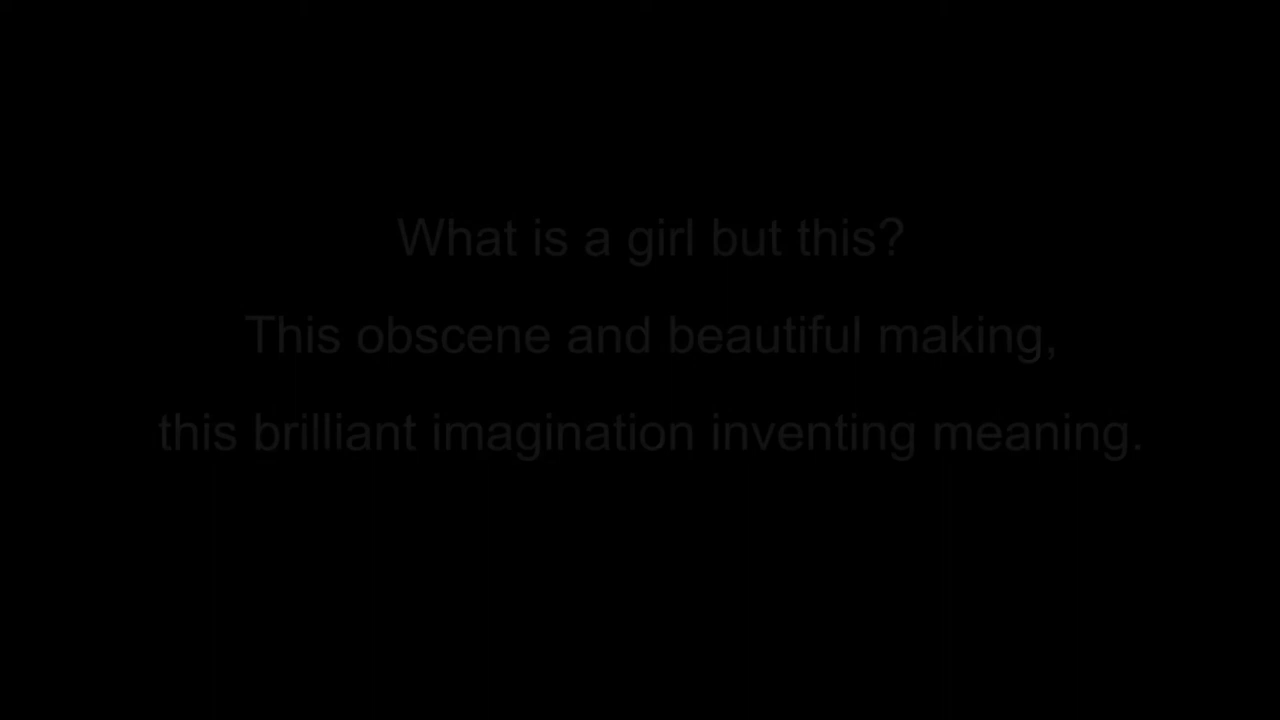 What is a girl but this?
This obscene and beautiful making,
this brilliant imagination inventing meaning.